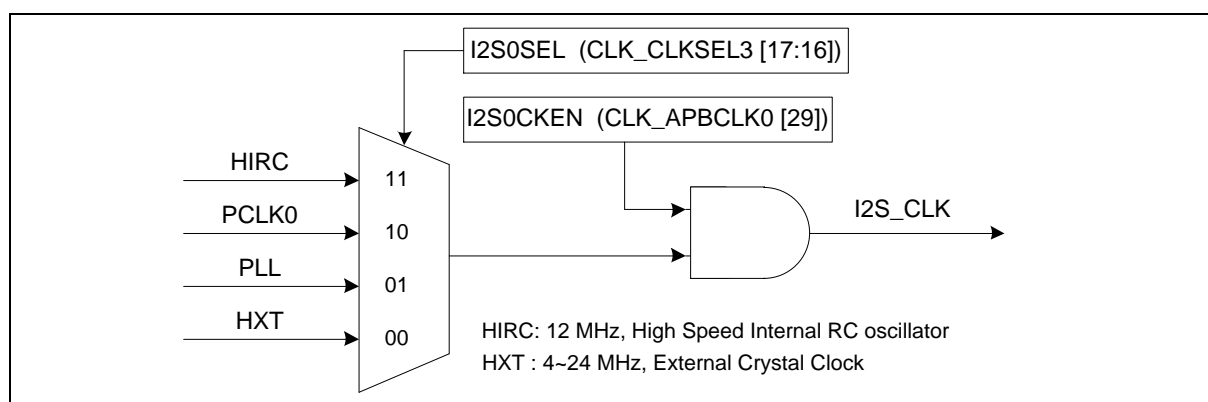 I2S0SEL (CLK_CLKSEL3 [17:16])
I2S0CKEN (CLK_APBCLK0 [29])
HIRC
11
PCLK0
10
PLL
01
HXT
00
I2S_CLK
HIRC: 12 MHz, High Speed Internal RC oscillator
HXT : 4~24 MHz, External Crystal Clock